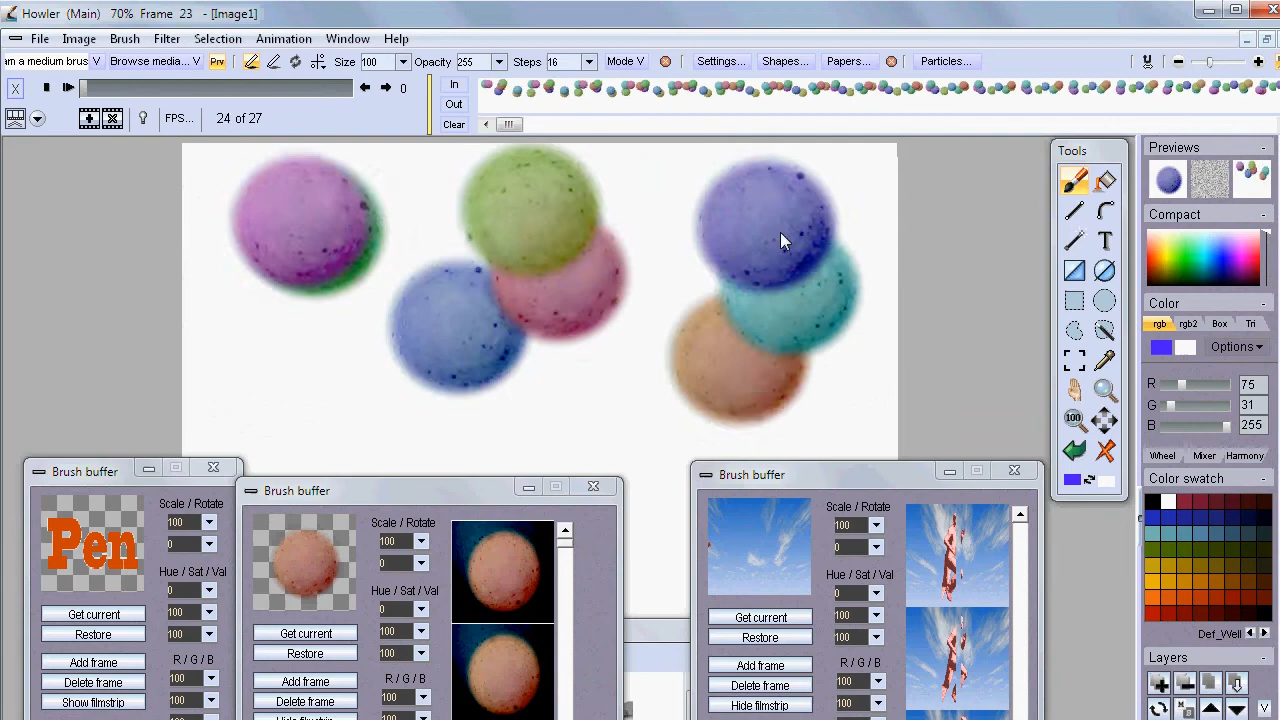 Howler (Main)  70%  Frame  23  - [Image1]
File Image Brush Filter Selection Animation Window Help
am a medium brus V Browse media... V Prv Size 100 Opacity 255 Steps 16 Mode V Settings... Shapes... Papers... Particles...
X 0 In
Out
FPS... 24 of 27 Clear
Tools
Previews
Compact
Color
rgb rgb2 Box Tri
Options
R 75
G 31
B 255
Wheel Mixer Harmony
Color swatch
Def_Well
Layers
100
T
V
Brush buffer
Pen
Scale / Rotate
100
0
Hue / Sat / Val
0
100
100
Get current
Restore
R / G / B
Add frame
100
Delete frame
100
Show filmstrip
Brush buffer
Scale / Rotate
100
0
Hue / Sat / Val
0
100
100
Get current
Restore
R / G / B
Add frame
100
Delete frame
100
Hide filmstrip
Brush buffer
Scale / Rotate
100
0
Hue / Sat / Val
0
100
100
Get current
Restore
R / G / B
Add frame
100
Delete frame
100
Hide filmstrip